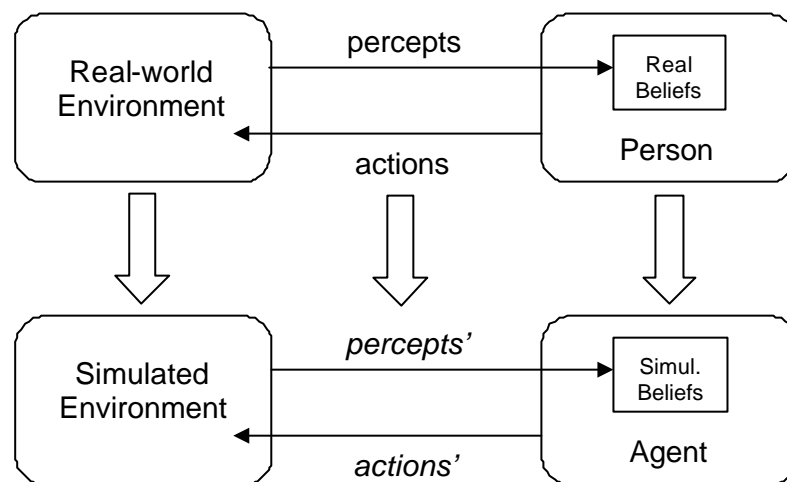 percepts
Real-world
Environment
Real
Beliefs
Person
actions
percepts’
Simulated
Environment
Simul.
Beliefs
Agent
actions’